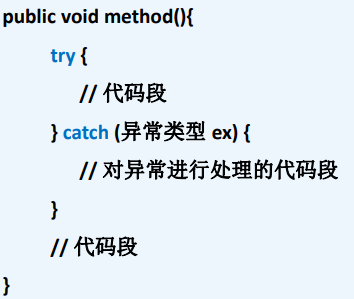 public void method(){
try {
// 代码段
} catch (异常类型 ex) {
// 对异常进行处理的代码段
}
// 代码段
}